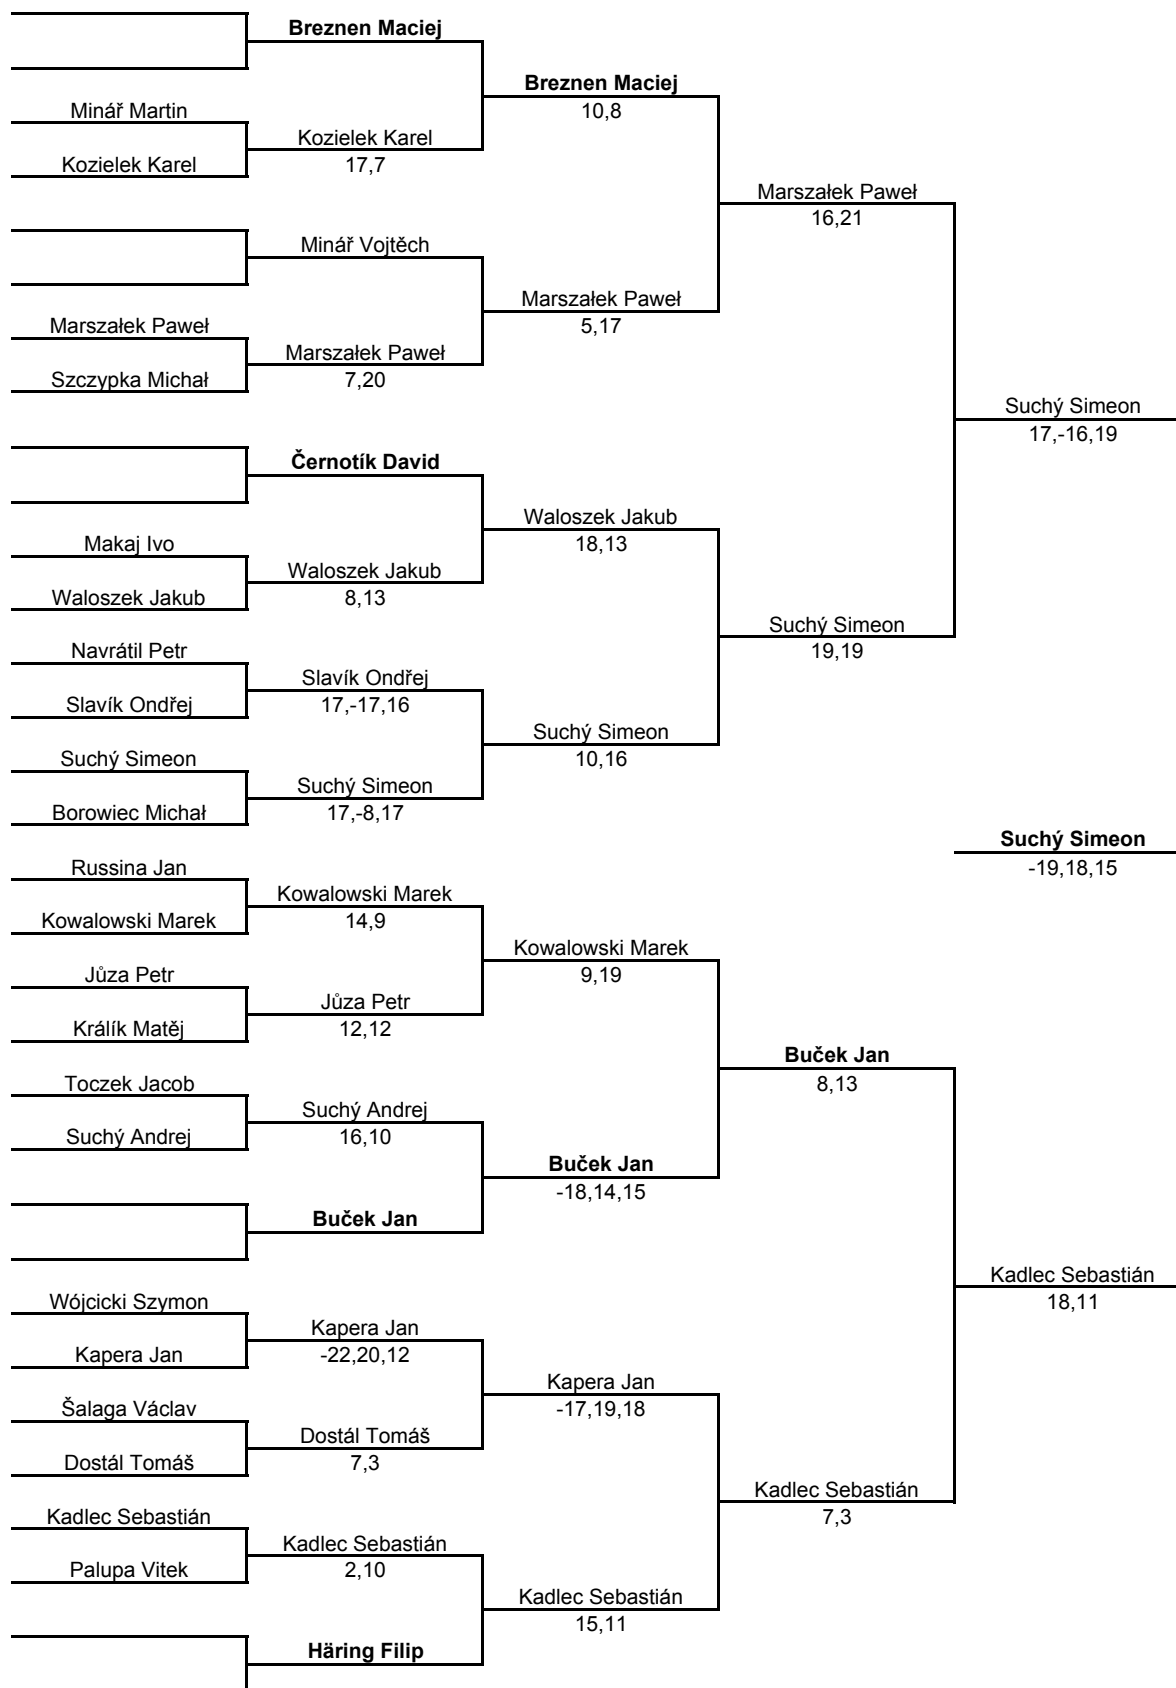 Breznen Maciej
Breznen Maciej
10,8
Minář Martin
Kozielek Karel
17,7
Kozielek Karel
Marszałek Paweł
16,21
Minář Vojtěch
Marszałek Paweł
5,17
Marszałek Paweł
Marszałek Paweł
7,20
Szczypka Michał
Suchý Simeon
17,-16,19
Černotík David
Waloszek Jakub
18,13
Makaj Ivo
Waloszek Jakub
8,13
Waloszek Jakub
Suchý Simeon
19,19
Navrátil Petr
Slavík Ondřej
17,-17,16
Slavík Ondřej
Suchý Simeon
10,16
Suchý Simeon
Suchý Simeon
17,-8,17
Borowiec Michał
Suchý Simeon
-19,18,15
Russina Jan
Kowalowski Marek
14,9
Kowalowski Marek
Kowalowski Marek
9,19
Jůza Petr
Jůza Petr
12,12
Králík Matěj
Buček Jan
8,13
Toczek Jacob
Suchý Andrej
16,10
Suchý Andrej
Buček Jan
-18,14,15
Buček Jan
Kadlec Sebastián
18,11
Wójcicki Szymon
Kapera Jan
-22,20,12
Kapera Jan
Kapera Jan
-17,19,18
Šalaga Václav
Dostál Tomáš
7,3
Dostál Tomáš
Kadlec Sebastián
7,3
Kadlec Sebastián
Kadlec Sebastián
2,10
Palupa Vitek
Kadlec Sebastián
15,11
Häring Filip